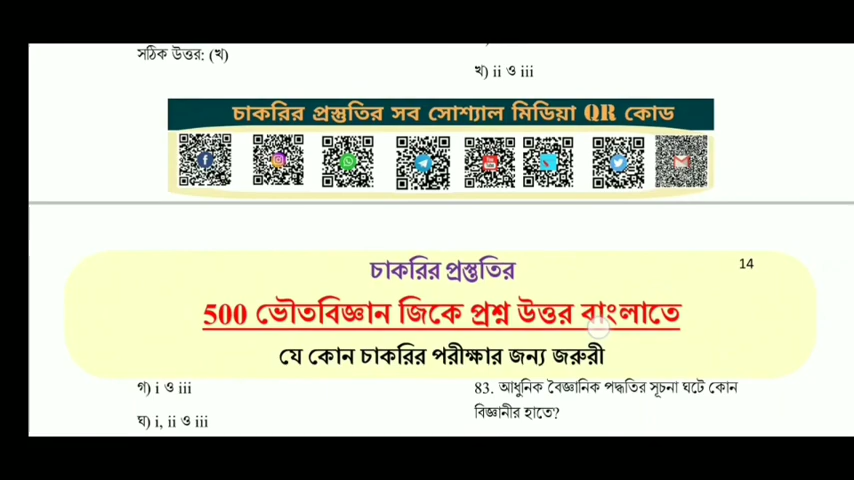 সঠিক উত্তর: (খ)
খ) ii ও iii
চাকরির প্রস্তুতির সব সোশ্যাল মিডিয়া QR কোড
চাকরির প্রস্তুতির
14
500 ভৌতবিজ্ঞান জিকে প্রশ্ন উত্তর বাংলাতে
যে কোন চাকরির পরীক্ষার জন্য জরুরী
গ) i ও iii
ঘ) i, ii ও iii
83. আধুনিক বৈজ্ঞানিক পদ্ধতির সূচনা ঘটে কোন
বিজ্ঞানীর হাতে?